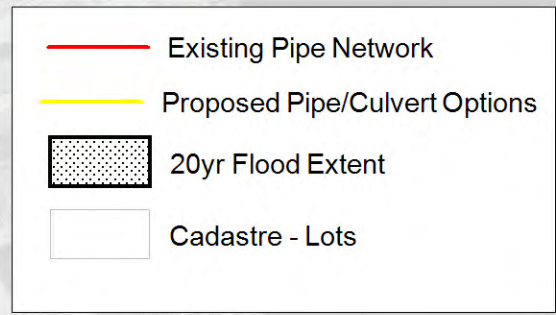 Existing Pipe Network
Proposed Pipe/Culvert Options
20yr Flood Extent
Cadastre - Lots